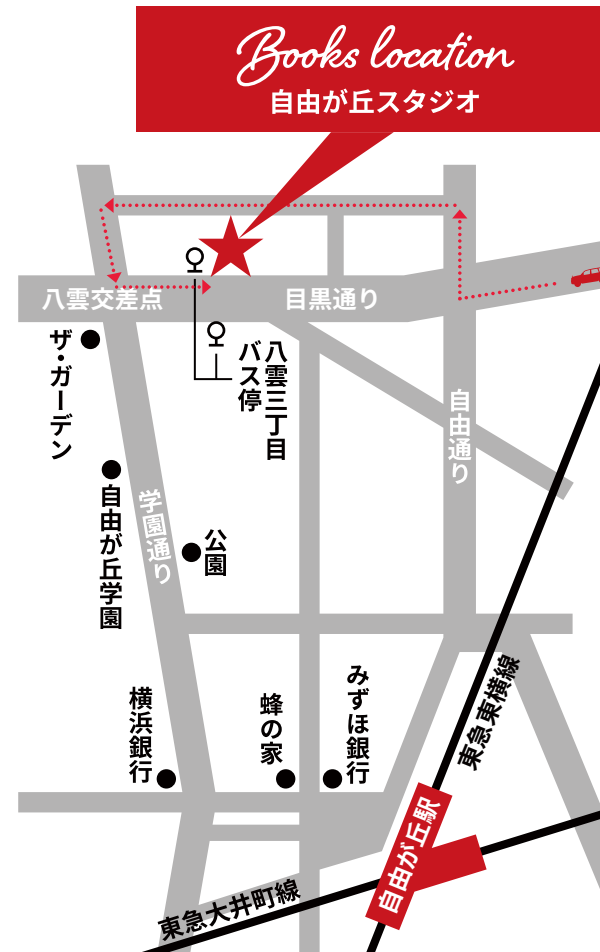 Books location
自由が丘スタジオ
八雲交差点
目黒通り
八雲三丁目
バス停
ザ・ガーデン
自由通り
自由が丘学園
学園通り
公園
横浜銀行
蜂の家
みずほ銀行
東急東横線
自由が丘駅
東急大井町線